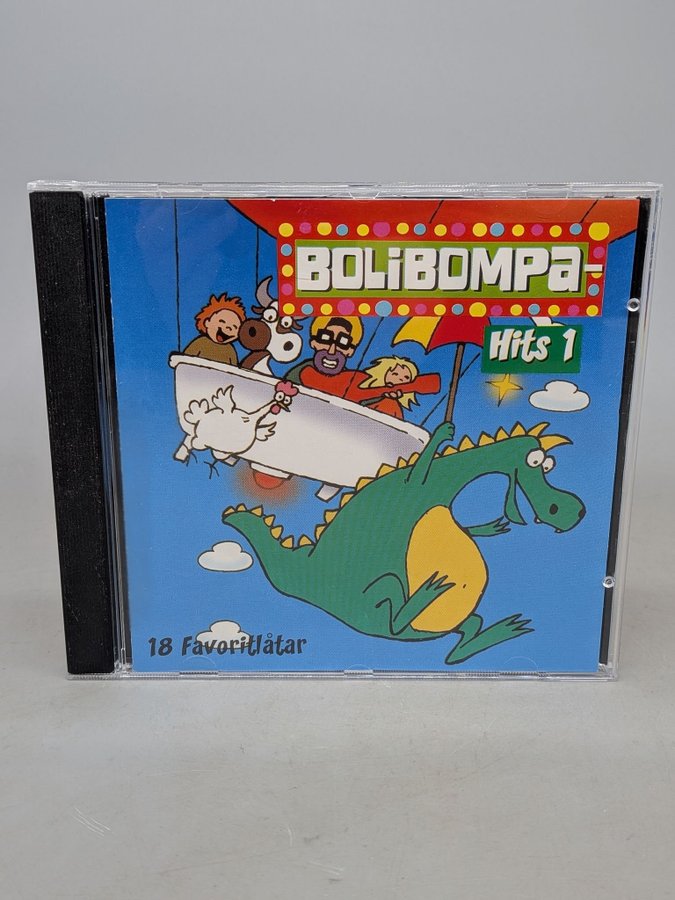 BOLiBOMPa-
Hits 1
18 Favoritlåtar